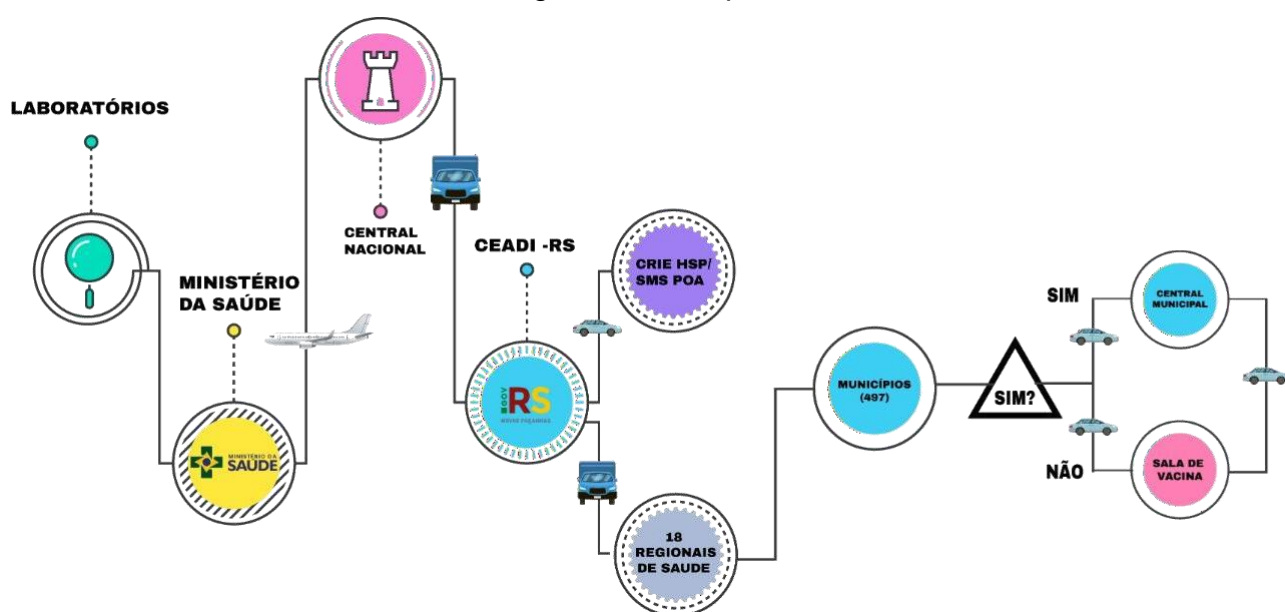 LABORATÓRIOS
MINISTÉRIO
DA SAÚDE
MINISTÉRIO DA
SAÚDE
CENTRAL
NACIONAL
CEADI -RS
GOV
RS
CRIE HSP/
SMS POA
18
REGIONAIS
DE SAUDE
MUNICÍPIOS
(497)
SIM?
SIM
CENTRAL
MUNICIPAL
NÃO
SALA DE
VACINA